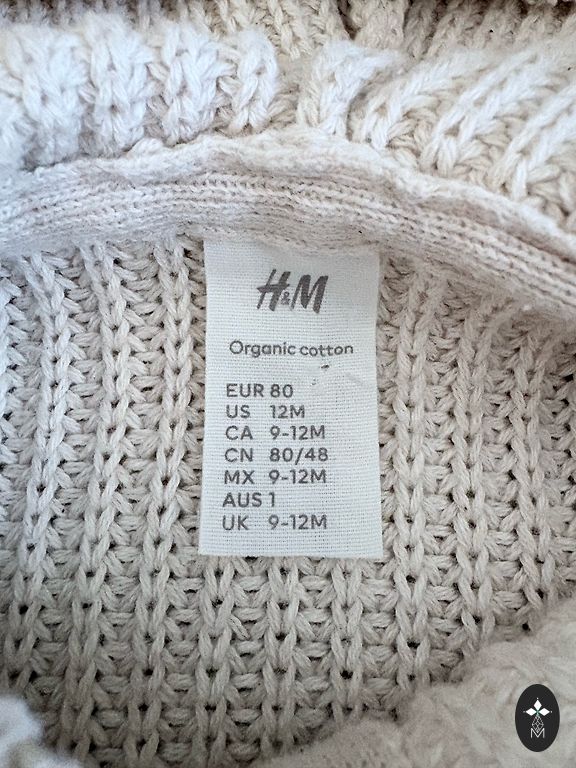 H&M
Organic cotton
EUR 80
US 12M
CA 9-12M
CN 80/48
MX 9-12M
AUS 1
UK 9-12M
M